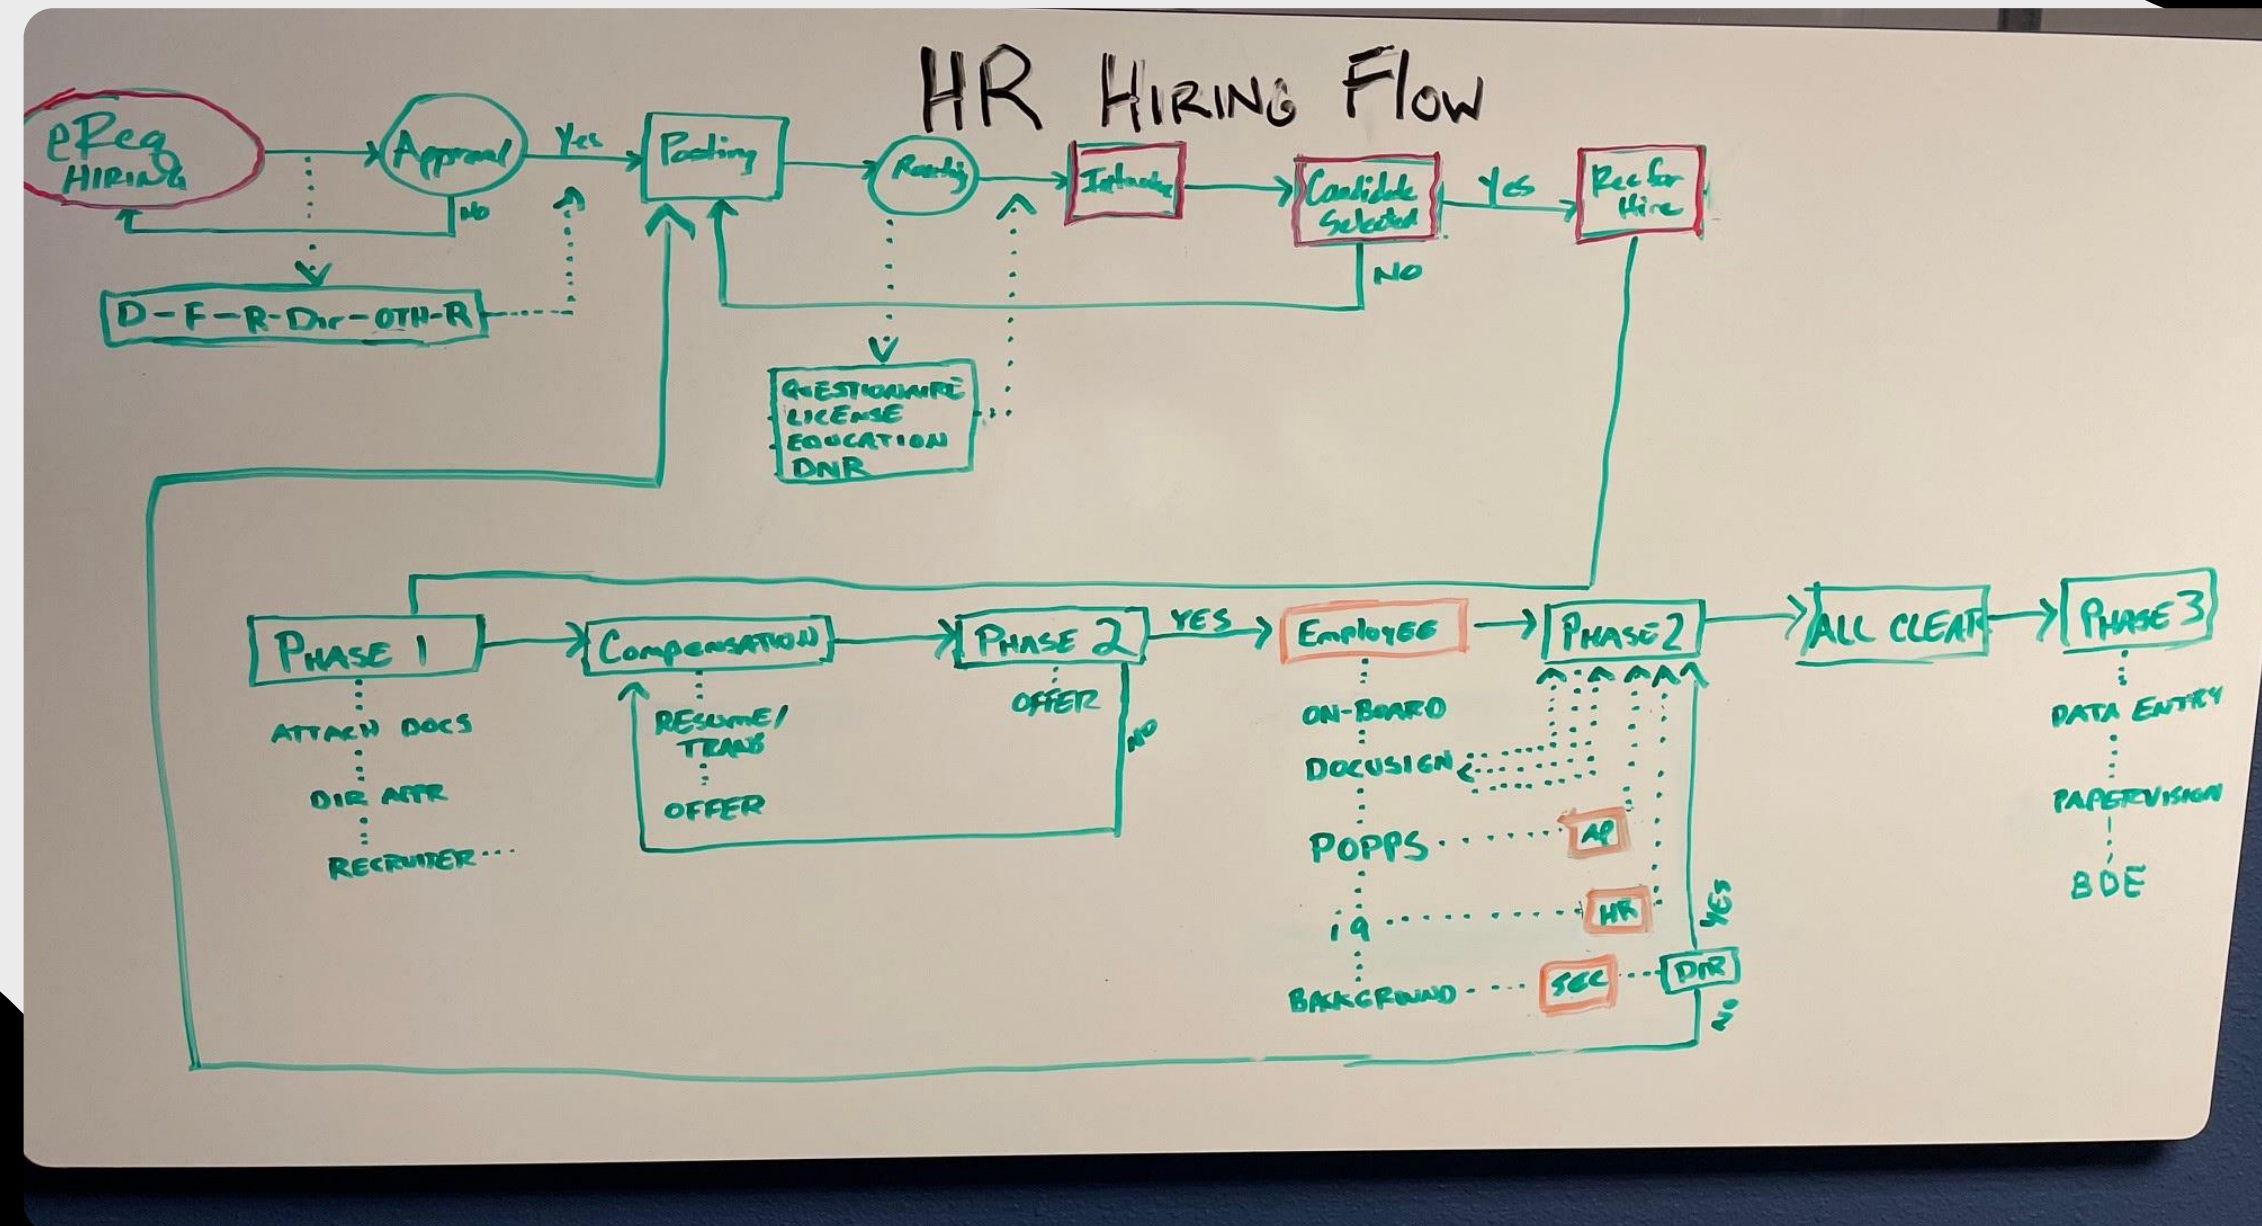 HR HIRING FLOW
eReq
HIRING
Approval
Yes
No
Posting
Interview
Candidate
Selected
Yes
NO
Rec for
Hire
D-F-R-Dir-OTH-R
QUESTIONNAIRE
LICENSE
EDUCATION
DNR
PHASE 1
ATTACH DOCS
DIR APPR
RECRUITER
COMPENSATION
RESUME/
TRANS
OFFER
PHASE 2
OFFER
NO
YES
EMPLOYEE
ON-BOARD
DOCUSIGN
POPPS
AP
i9
HR
BACKGROUND
SEC
DIR
YES
NO
PHASE 2
ALL CLEAR
PHASE 3
DATA ENTRY
PAPERVISION
BOE